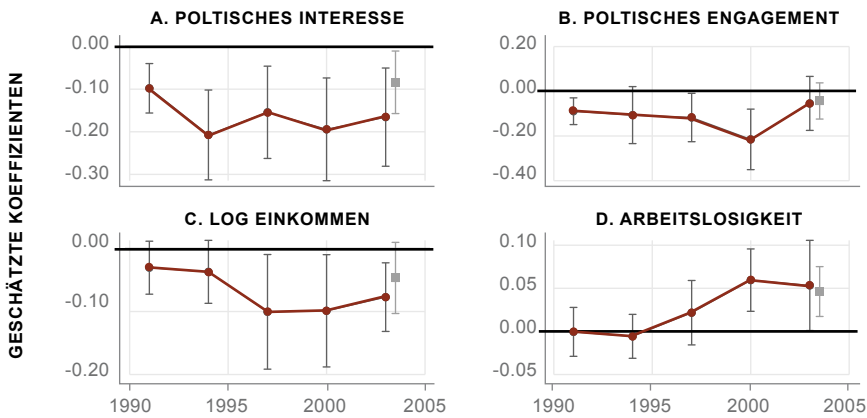 GESCHÄTZTE KOEFFIZIENTEN
A. POLTISCHES INTERESSE
0.00
-0.10
-0.20
-0.30
B. POLTISCHES ENGAGEMENT
0.20
0.00
-0.20
-0.40
C. LOG EINKOMMEN
0.00
-0.10
-0.20
1990 1995 2000 2005
D. ARBEITSLOSIGKEIT
0.10
0.05
0.00
-0.05
1990 1995 2000 2005